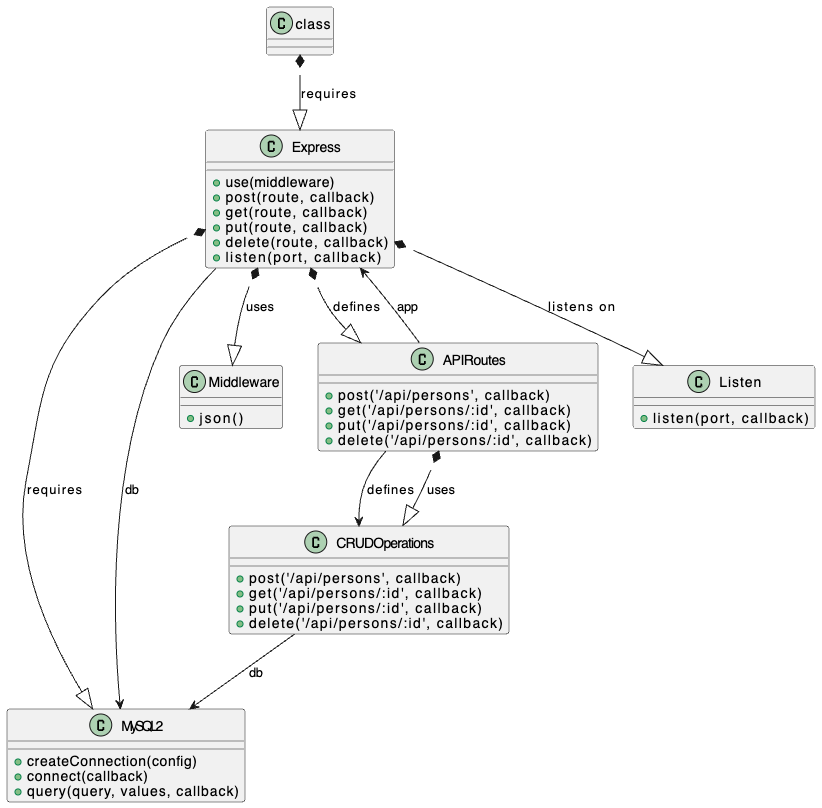 C class
requires
C Express
use(middleware)
post(route, callback)
get(route, callback)
put(route, callback)
delete(route, callback)
listen(port, callback)
uses
defines
app
listens on
C Middleware
json()
C APIRoutes
post('/api/persons', callback)
get('/api/persons/:id', callback)
put('/api/persons/:id', callback)
delete('/api/persons/:id', callback)
C Listen
listen(port, callback)
requires
db
defines
uses
C CRUDOperations
post('/api/persons', callback)
get('/api/persons/:id', callback)
put('/api/persons/:id', callback)
delete('/api/persons/:id', callback)
db
C MySQL2
createConnection(config)
connect(callback)
query(query, values, callback)